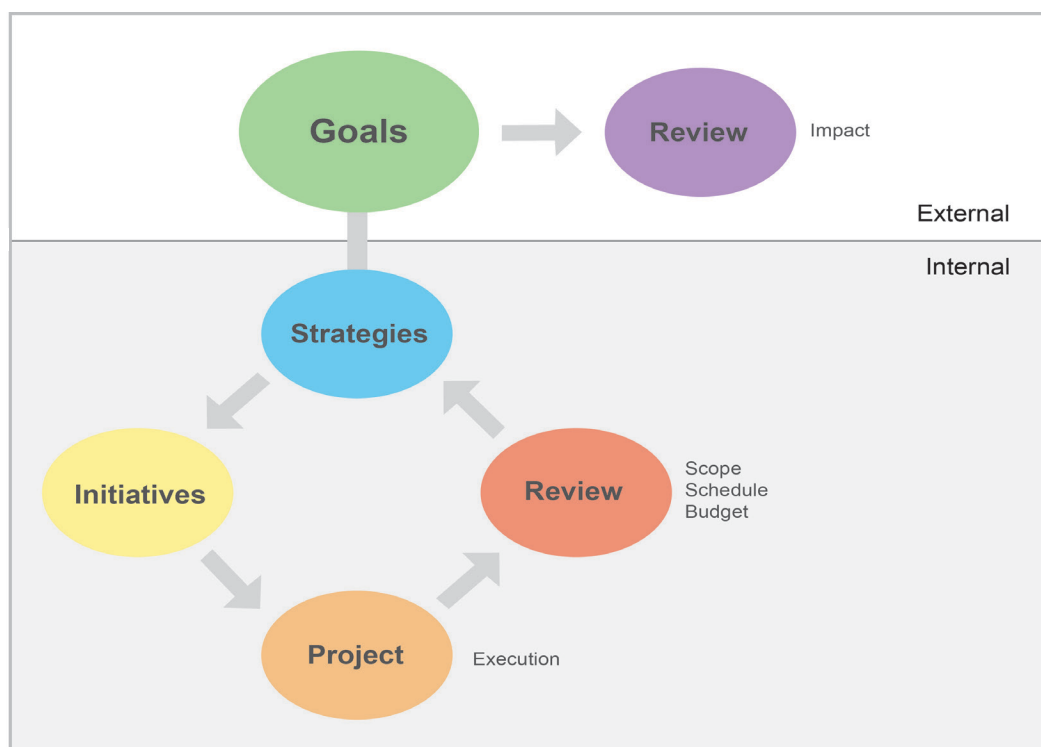 Goals
Review
Impact
External
Internal
Strategies
Initiatives
Review
Scope
Schedule
Budget
Project
Execution